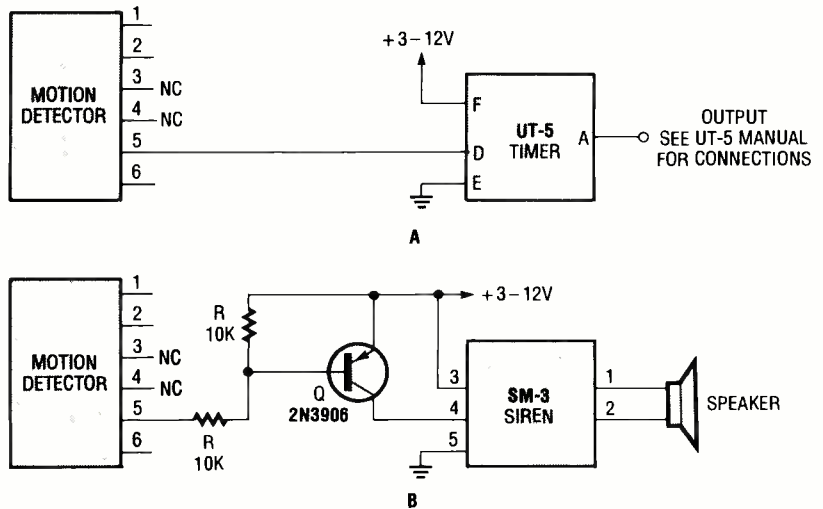 1
2
3 NC
4 NC
5
6
MOTION
DETECTOR
+3–12V
F
D
E
UT-5
TIMER
A
OUTPUT
SEE UT-5 MANUAL
FOR CONNECTIONS
A
1
2
3 NC
4 NC
5
6
MOTION
DETECTOR
R
10K
R
10K
Q
2N3906
+3–12V
3
4
5
SM-3
SIREN
1
2
SPEAKER
B